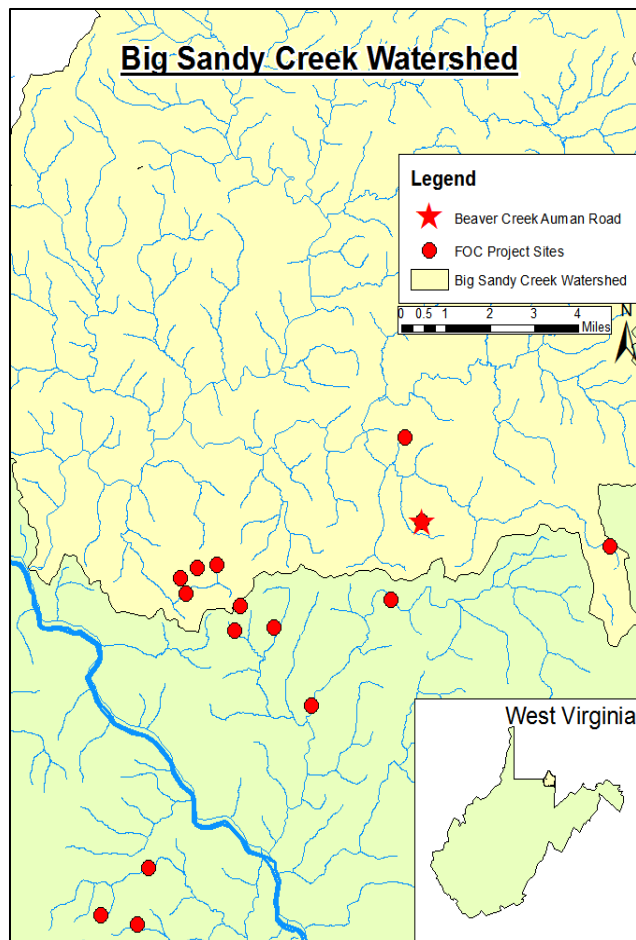 Big Sandy Creek Watershed
Legend
Beaver Creek Auman Road
FOC Project Sites
Big Sandy Creek Watershed
0 0.5 1 2 3 4
Miles
N
West Virginia